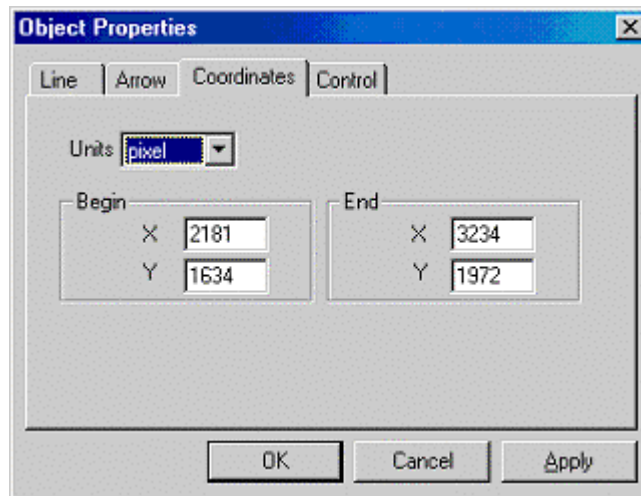 Object Properties
Line Arrow Coordinates Control
Units pixel
Begin End
X 2181 X 3234
Y 1634 Y 1972
OK Cancel Apply